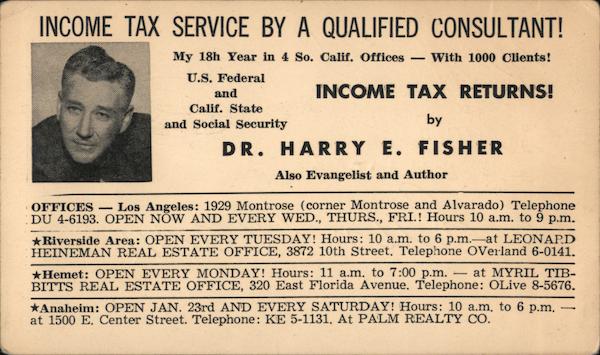 INCOME TAX SERVICE BY A QUALIFIED CONSULTANT!
My 18h Year in 4 So. Calif. Offices — With 1000 Clients!
U.S. Federal
and
Calif. State
and Social Security
INCOME TAX RETURNS!
by
DR. HARRY E. FISHER
Also Evangelist and Author
OFFICES — Los Angeles: 1929 Montrose (corner Montrose and Alvarado) Telephone
DU 4-6193. OPEN NOW AND EVERY WED., THURS., FRI.! Hours 10 a.m. to 9 p.m.
★Riverside Area: OPEN EVERY TUESDAY! Hours: 10 a.m. to 6 p.m.—at LEONARD
HEINEMAN REAL ESTATE OFFICE, 3872 10th Street. Telephone OVerland 6-0141.
★Hemet: OPEN EVERY MONDAY! Hours: 11 a.m. to 7:00 p.m. — at MYRIL TIB-
BITTS REAL ESTATE OFFICE, 320 East Florida Avenue. Telephone: OLive 8-5676.
★Anaheim: OPEN JAN. 23rd AND EVERY SATURDAY! Hours: 10 a.m. to 6 p.m. —
at 1500 E. Center Street. Telephone: KE 5-1131. At PALM REALTY CO.